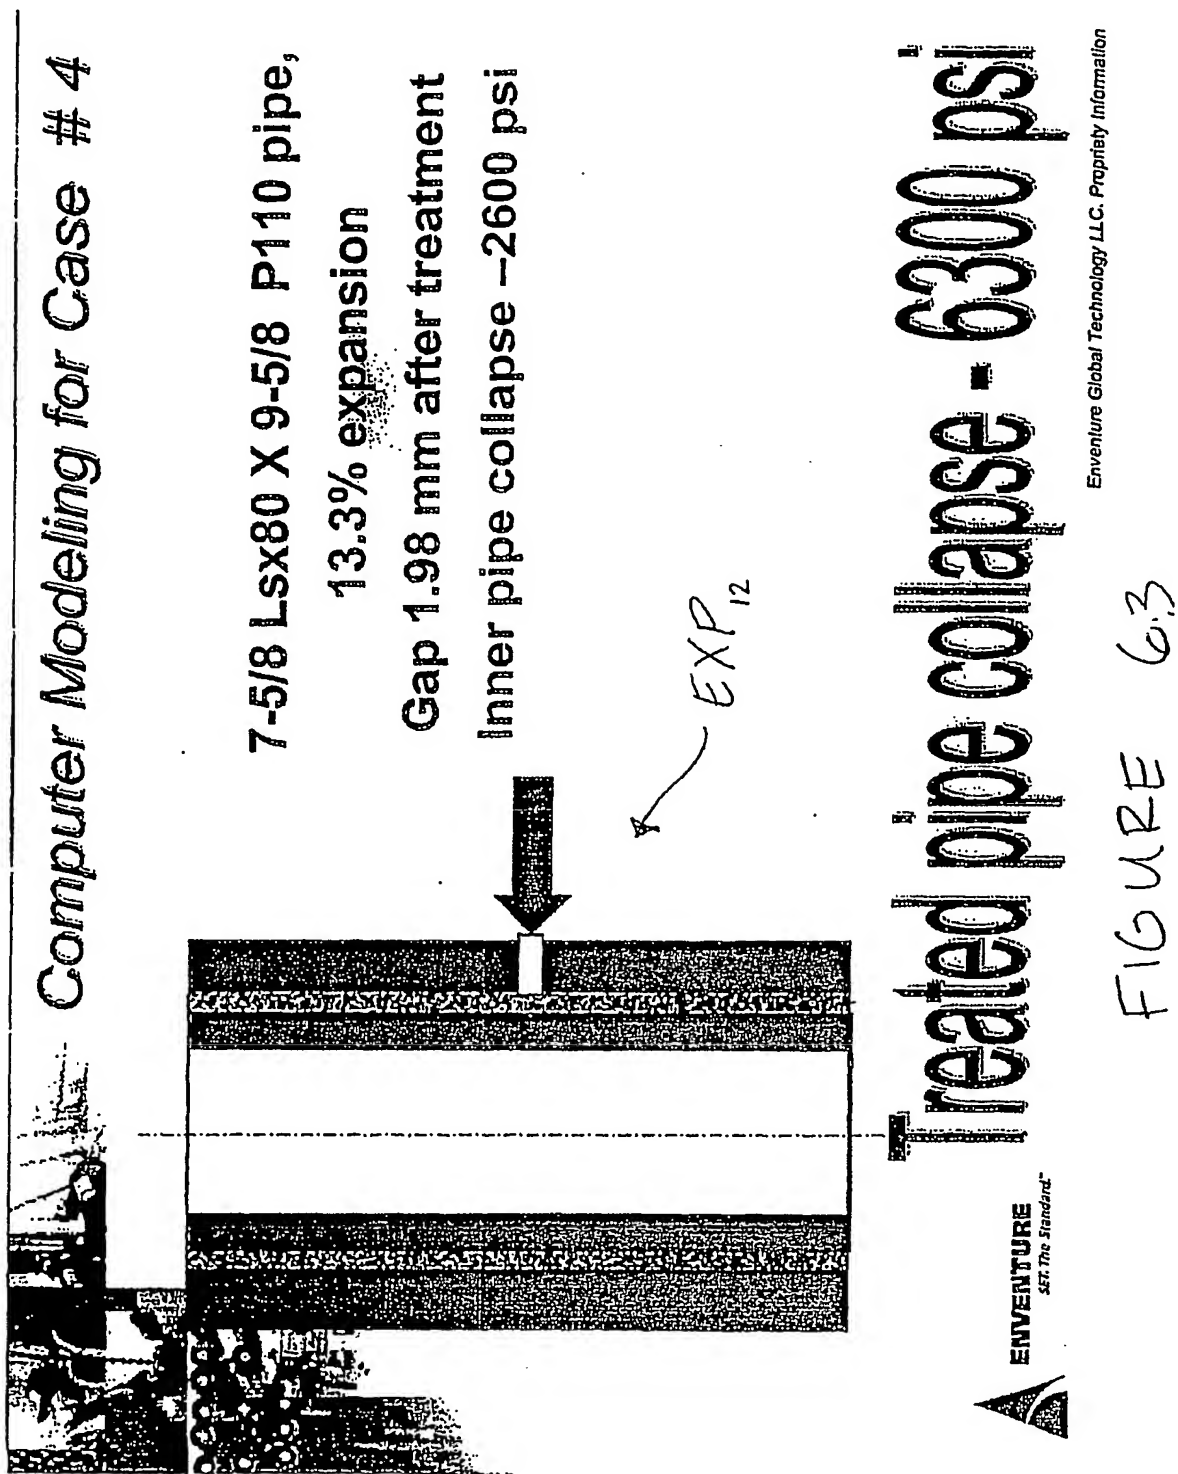 Computer Modeling for Case # 4
7-5/8 Lsx80 X 9-5/8 P110 pipe,
13.3% expansion
Gap 1.98 mm after treatment
Inner pipe collapse –2600 psi
EXP12
Treated pipe collapse - 6300 psi
ENVENTURE
SET. The Standard.™
Enventure Global Technology LLC. Propriety Information
FIGURE 6.3